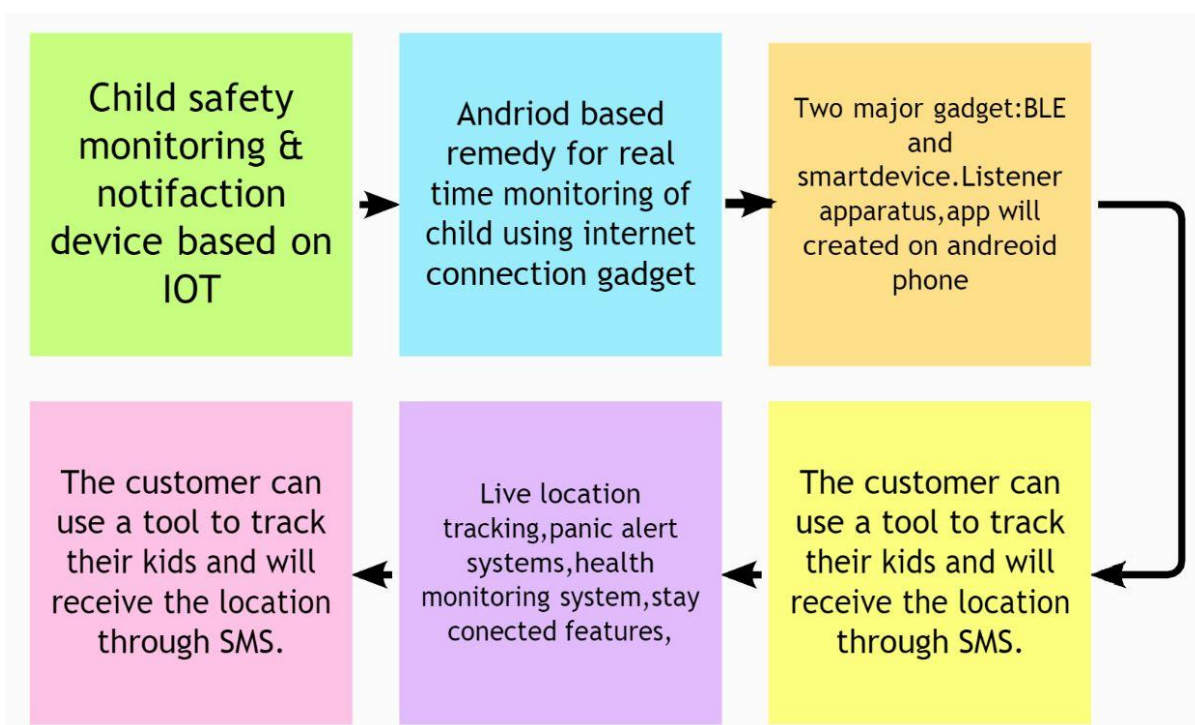 Child safety
monitoring &
notifaction
device based on
IOT
Andriod based
remedy for real
time monitoring of
child using internet
connection gadget
Two major gadget:BLE
and
smartdevice.Listener
apparatus,app will
created on andreoid
phone
The customer can
use a tool to track
their kids and will
receive the location
through SMS.
Live location
tracking,panic alert
systems,health
monitoring system,stay
conected features,
The customer can
use a tool to track
their kids and will
receive the location
through SMS.